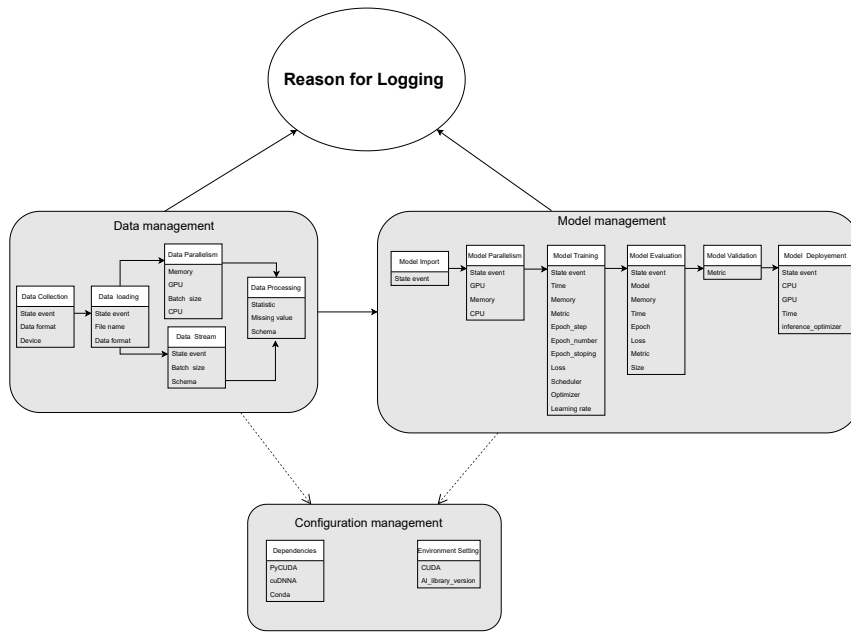 Reason for Logging
Data management
Data Collection
State event
Data format
Device
Data loading
State event
File name
Data format
Data Parallelism
Memory
GPU
Batch size
CPU
Data Stream
State event
Batch size
Schema
Data Processing
Statistic
Missing value
Schema
Model management
Model Import
State event
Model Parallelism
State event
GPU
Memory
CPU
Model Training
State event
Time
Memory
Metric
Epoch_step
Epoch_number
Epoch_stoping
Loss
Scheduler
Optimizer
Learning rate
Model Evaluation
State event
Model
Memory
Time
Epoch
Loss
Metric
Size
Model Validation
Metric
Model Deployement
State event
CPU
GPU
Time
inference_optimizer
Configuration management
Dependencies
PyCUDA
cuDNNA
Conda
Environment Setting
CUDA
AI_library_version